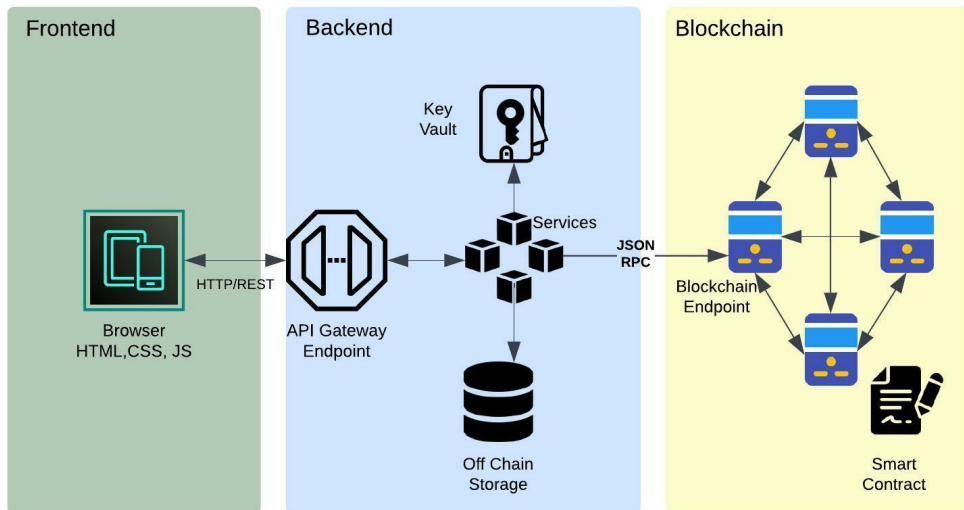 Frontend
Backend
Blockchain
Key
Vault
Services
JSON
RPC
HTTP/REST
Browser
HTML,CSS, JS
API Gateway
Endpoint
Blockchain
Endpoint
Off Chain
Storage
Smart
Contract